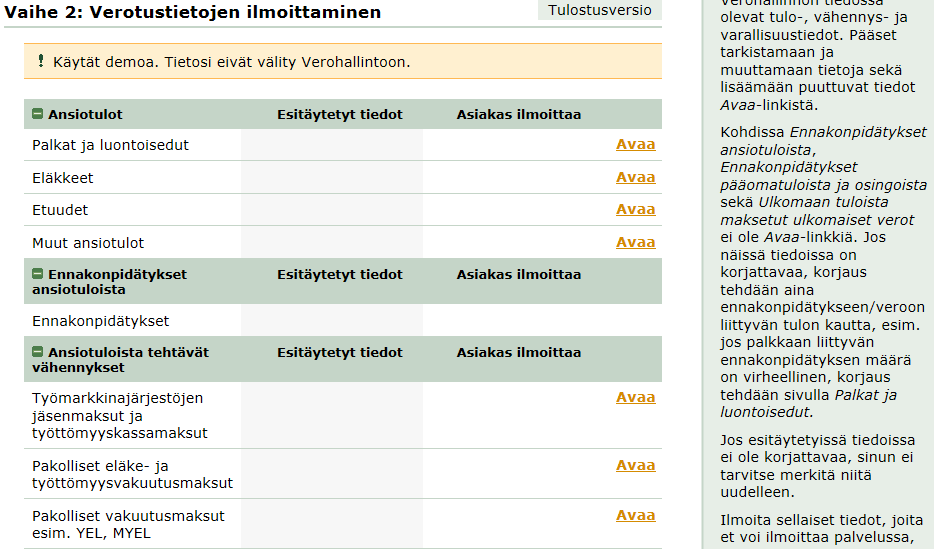 Vaihe 2: Verotustietojen ilmoittaminen
Tulostusversio
! Käytät demoa. Tietosi eivät välity Verohallintoon.
Ansiotulot Esitäytetyt tiedot Asiakas ilmoittaa
Palkat ja luontoisedut Avaa
Eläkkeet Avaa
Etuudet Avaa
Muut ansiotulot Avaa
Ennakonpidätykset Esitäytetyt tiedot Asiakas ilmoittaa
ansiotuloista
Ennakonpidätykset
Ansiotuloista tehtävät Esitäytetyt tiedot Asiakas ilmoittaa
vähennykset
Työmarkkinajärjestöjen Avaa
jäsenmaksut ja
työttömyyskassamaksut
Pakolliset eläke- ja Avaa
työttömyysvakuutusmaksut
Pakolliset vakuutusmaksut Avaa
esim. YEL, MYEL
Verohallinnon tiedossa
olevat tulo-, vähennys- ja
varallisuustiedot. Pääset
tarkistamaan ja
muuttamaan tietoja sekä
lisäämään puuttuvat tiedot
Avaa-linkistä.
Kohdissa Ennakonpidätykset
ansiotuloista,
Ennakonpidätykset
pääomatuloista ja osingoista
sekä Ulkomaan tuloista
maksetut ulkomaiset verot
ei ole Avaa-linkkiä. Jos
näissä tiedoissa on
korjattavaa, korjaus
tehdään aina
ennakonpidätykseen/veroon
liittyvän tulon kautta, esim.
jos palkkaan liittyvän
ennakonpidätyksen määrä
on virheellinen, korjaus
tehdään sivulla Palkat ja
luontoisedut.
Jos esitäytetyissä tiedoissa
ei ole korjattavaa, sinun ei
tarvitse merkitä niitä
uudelleen.
Ilmoita sellaiset tiedot, joita
et voi ilmoittaa palvelussa,